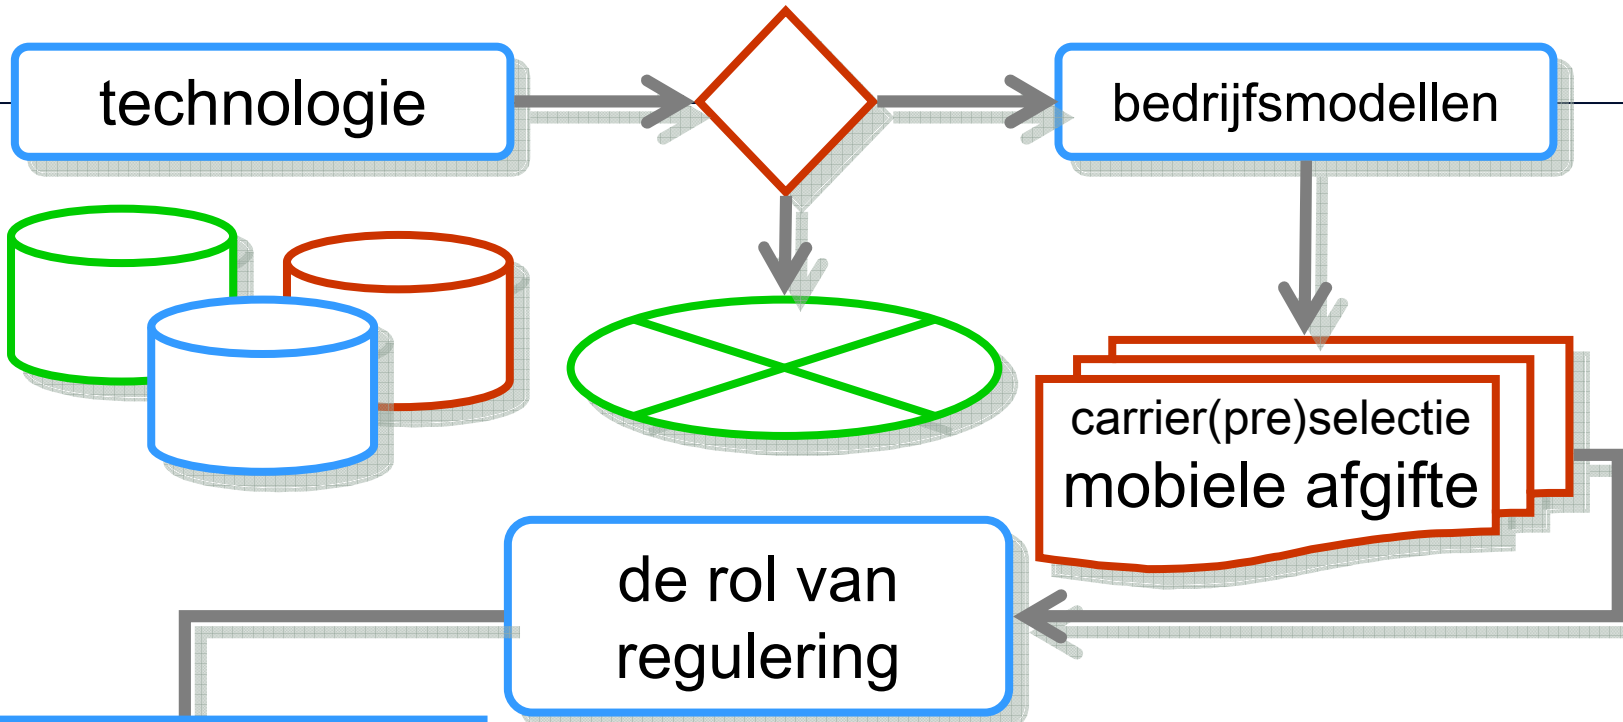 technologie
bedrijfsmodellen
carrier(pre)selectie
mobiele afgifte
de rol van
regulering